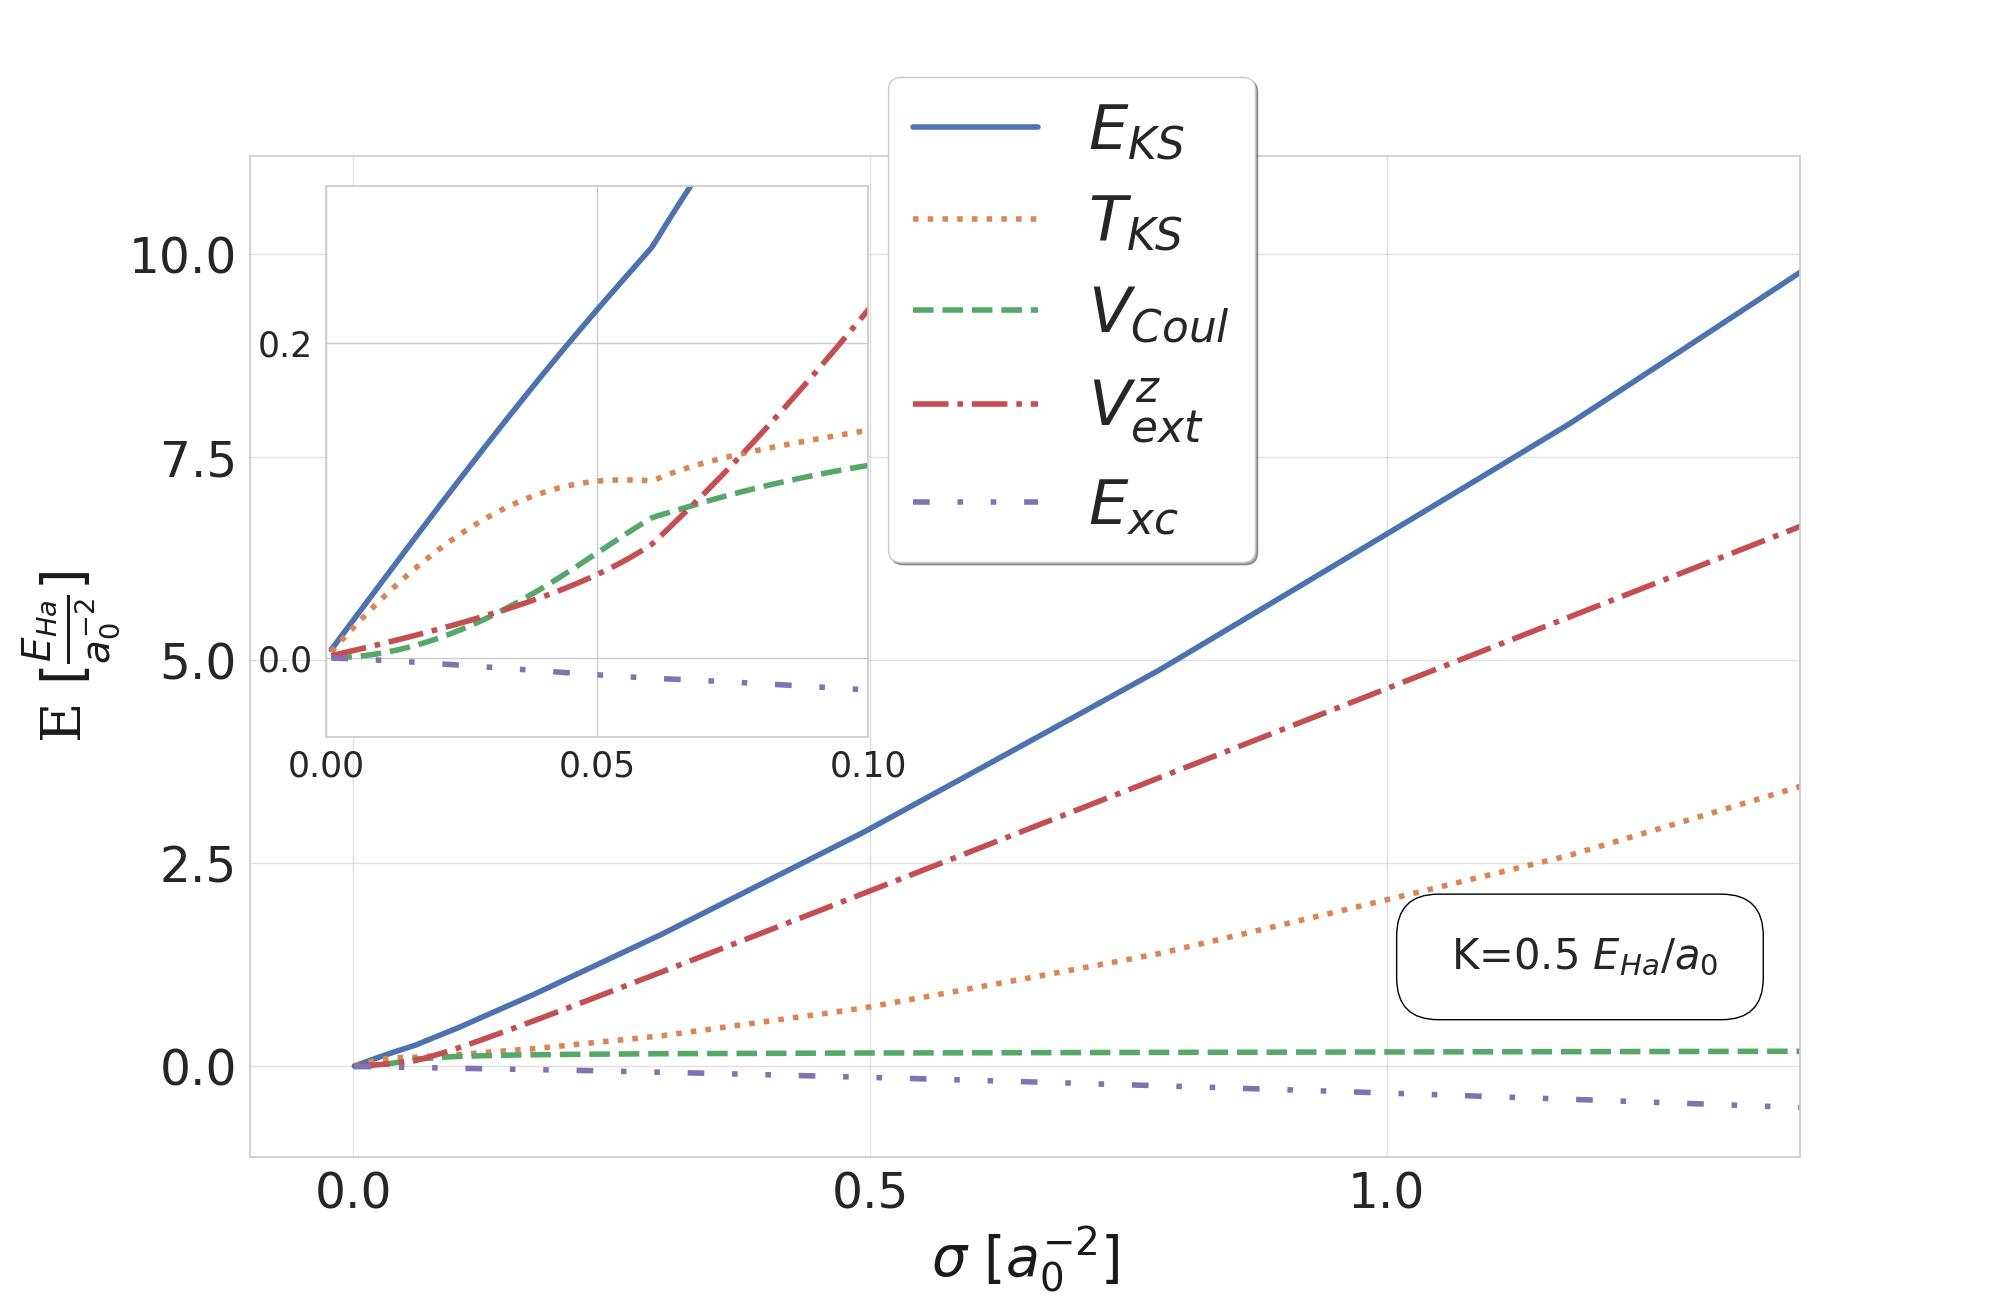 E_KS
T_KS
V_Coul
V^z_ext
E_xc
10.0
7.5
5.0
2.5
0.0
0.2
0.0
0.00 0.05 0.10
E [E_Ha/a_0^−2]
K=0.5 E_Ha/a_0
0.0 0.5 1.0
σ [a_0^−2]